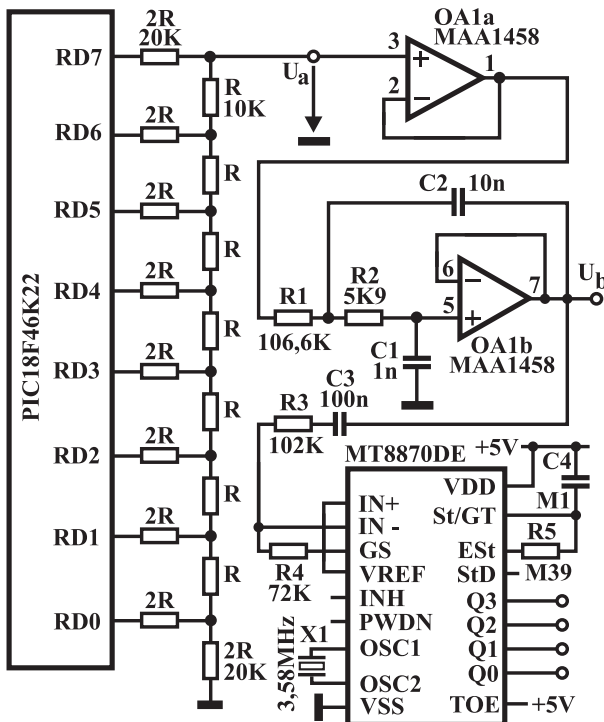 PIC18F46K22
RD7
RD6
RD5
RD4
RD3
RD2
RD1
RD0
2R
20K
2R
2R
2R
2R
2R
2R
2R
R
10K
R
R
R
R
R
R
2R
20K
Ua
3
2
1
OA1a
MAA1458
C2
10n
R1
106,6K
R2
5K9
6
5
7
Ub
OA1b
MAA1458
C1
1n
C3
100n
R3
102K
MT8870DE
+5V
C4
M1
VDD
St/GT
ESt
StD
R5
M39
Q3
Q2
Q1
Q0
TOE
+5V
IN+
IN -
GS
VREF
INH
PWDN
OSC1
OSC2
VSS
R4
72K
X1
3,58MHz